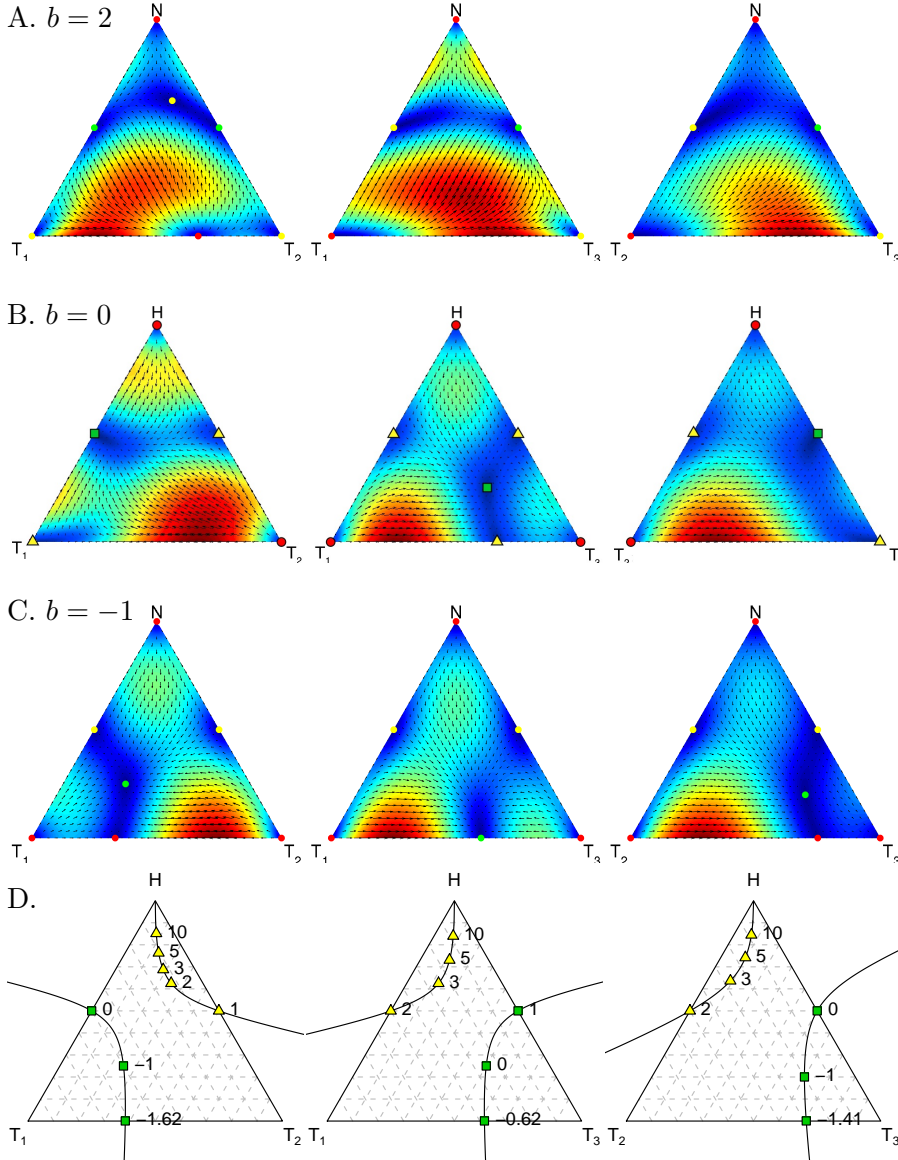 A. b = 2
N
N
N
T1 T2 T1 T3 T2 T3
B. b = 0
H
H
H
T1 T2 T1 T3 T2 T
C. b = −1
N
N
N
T1 T2 T1 T3 T2 T3
D.
H
H
H
10 10 10
5 5 5
3 3 3
2
0 1 2 1 2 0
−1 0 −1
−1.62 −0.62 −1.41
T1 T2 T1 T3 T2 T3